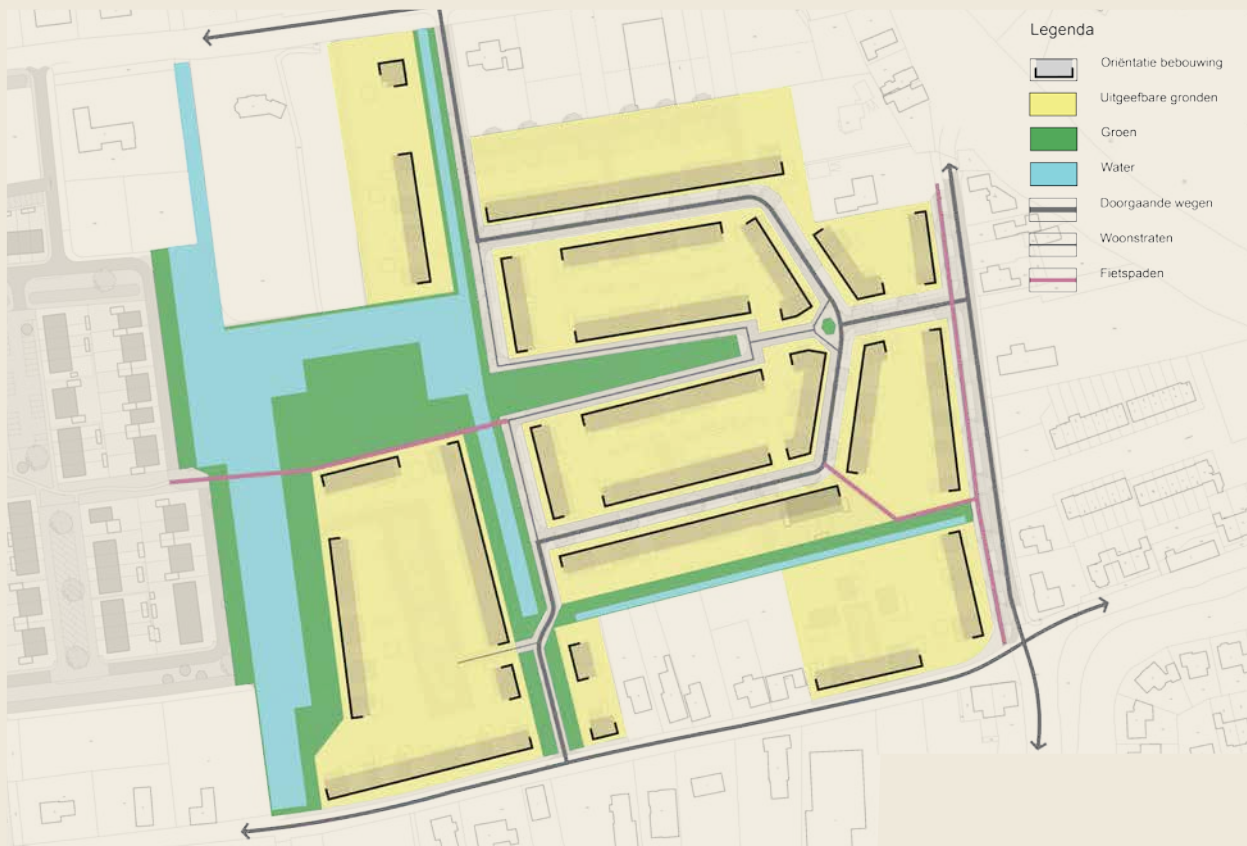 Legenda
Oriëntatie bebouwing
Uitgeefbare gronden
Groen
Water
Doorgaande wegen
Woonstraten
Fietspaden